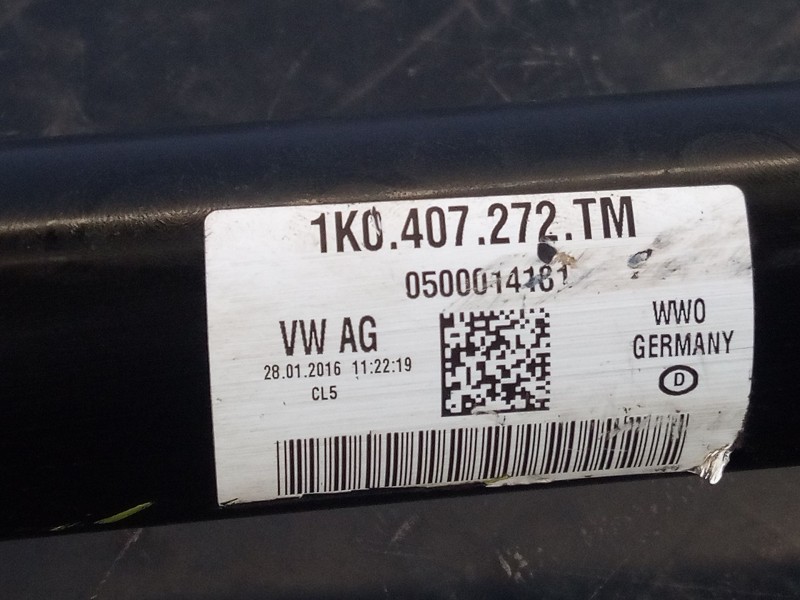 1K0.407.272.TM
0500014181
VW AG
28.01.2016 11:22:19
CL5
WWO
GERMANY
D